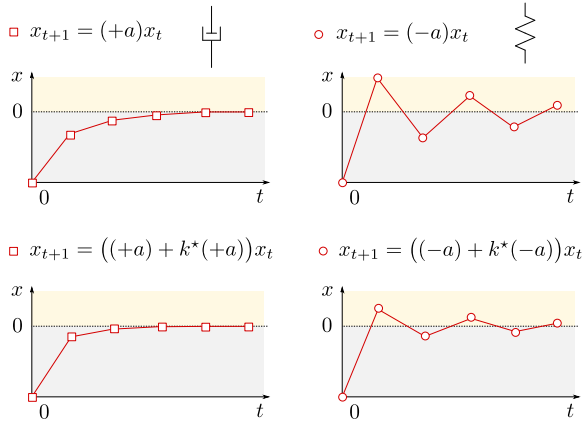 x_{t+1} = (+a)x_t
x_{t+1} = (−a)x_t
x
0
0
t
x
0
0
t
x_{t+1} = ((+a) + k⋆(+a))x_t
x_{t+1} = ((−a) + k⋆(−a))x_t
x
0
0
t
x
0
0
t